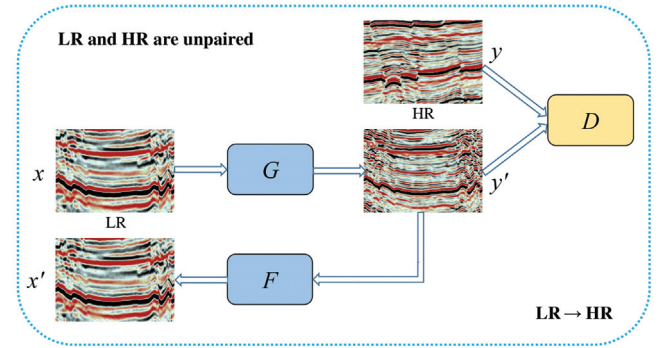 LR and HR are unpaired
y
HR
D
x
G
y′
LR
x′
F
LR → HR